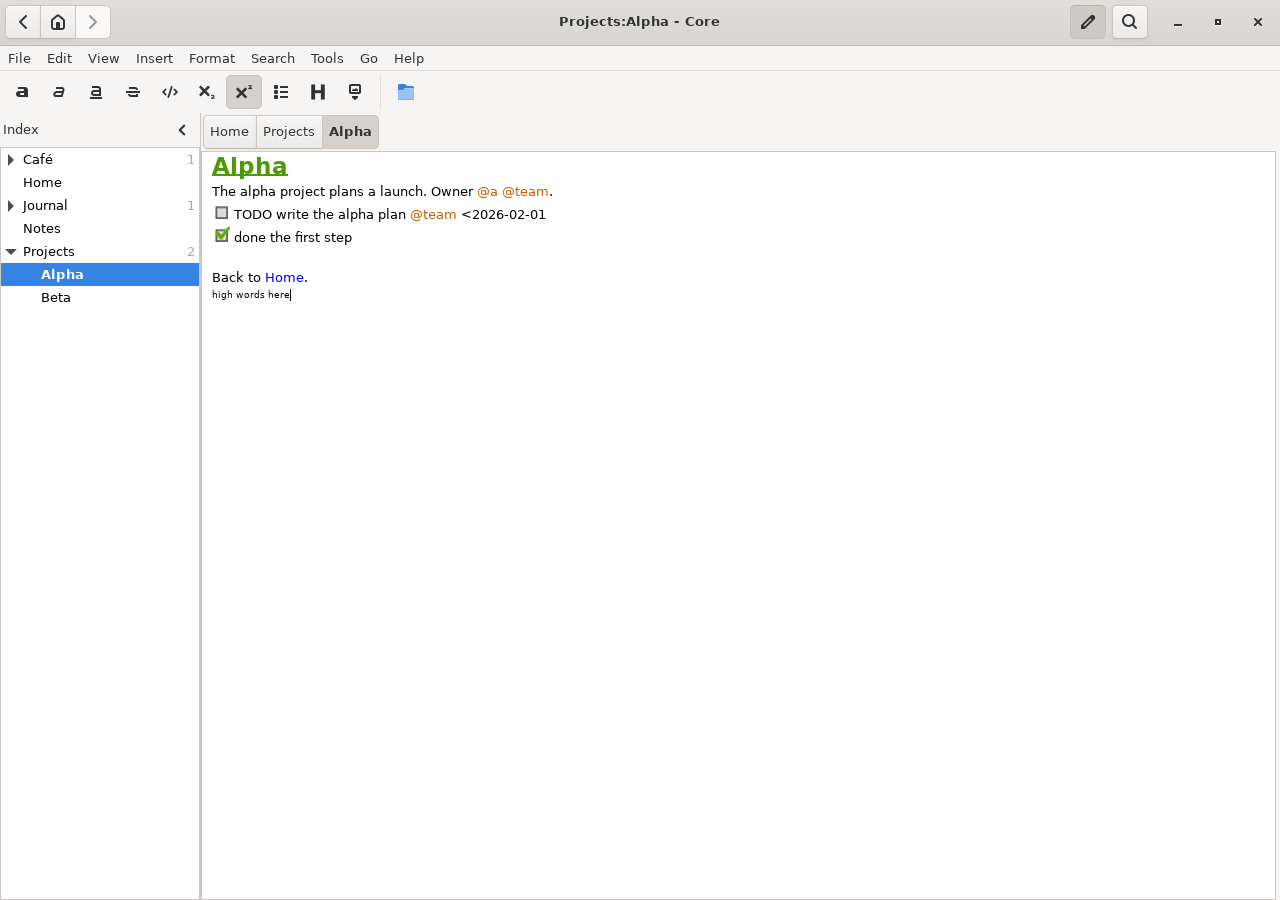 Projects:Alpha - Core
File Edit View Insert Format Search Tools Go Help
Index
Home Projects Alpha
Café 1
Home
Journal 1
Notes
Projects 2
Alpha
Beta
Alpha
The alpha project plans a launch. Owner @a @team.
TODO write the alpha plan @team <2026-02-01
done the first step
Back to Home.
high words here